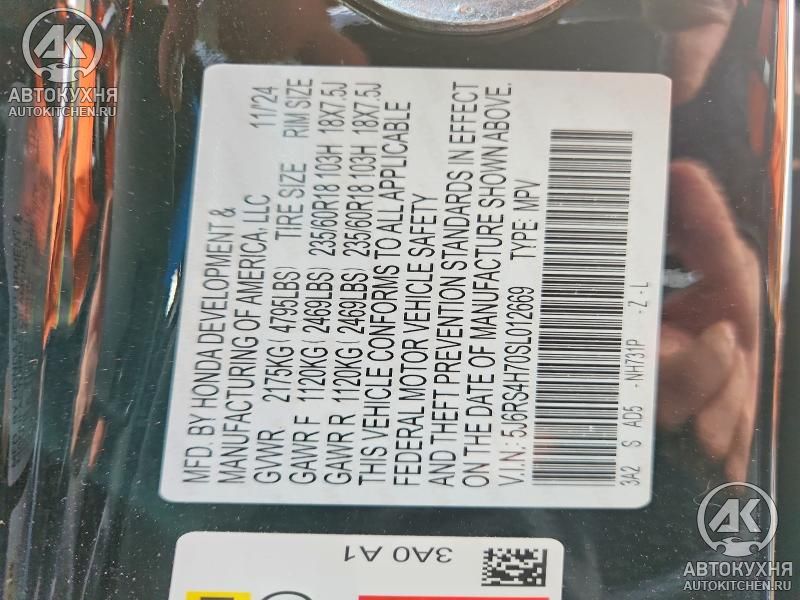 АК
АВТОКУХНЯ
AUTOKITCHEN.RU
MFD. BY HONDA DEVELOPMENT &
MANUFACTURING OF AMERICA, LLC 11/24
GVWR 2175KG ( 4795LBS) TIRE SIZE RIM SIZE
GAWR F 1120KG ( 2469LBS) 235/60R18 103H 18X7.5J
GAWR R 1120KG ( 2469LBS) 235/60R18 103H 18X7.5J
THIS VEHICLE CONFORMS TO ALL APPLICABLE
FEDERAL MOTOR VEHICLE SAFETY
AND THEFT PREVENTION STANDARDS IN EFFECT
ON THE DATE OF MANUFACTURE SHOWN ABOVE.
V.I.N.: 5J6RS4H70SL012669 TYPE: MPV
3A2 S AD5 -NH731P -Z -L
3A0 A1
АК
АВТОКУХНЯ
AUTOKITCHEN.RU